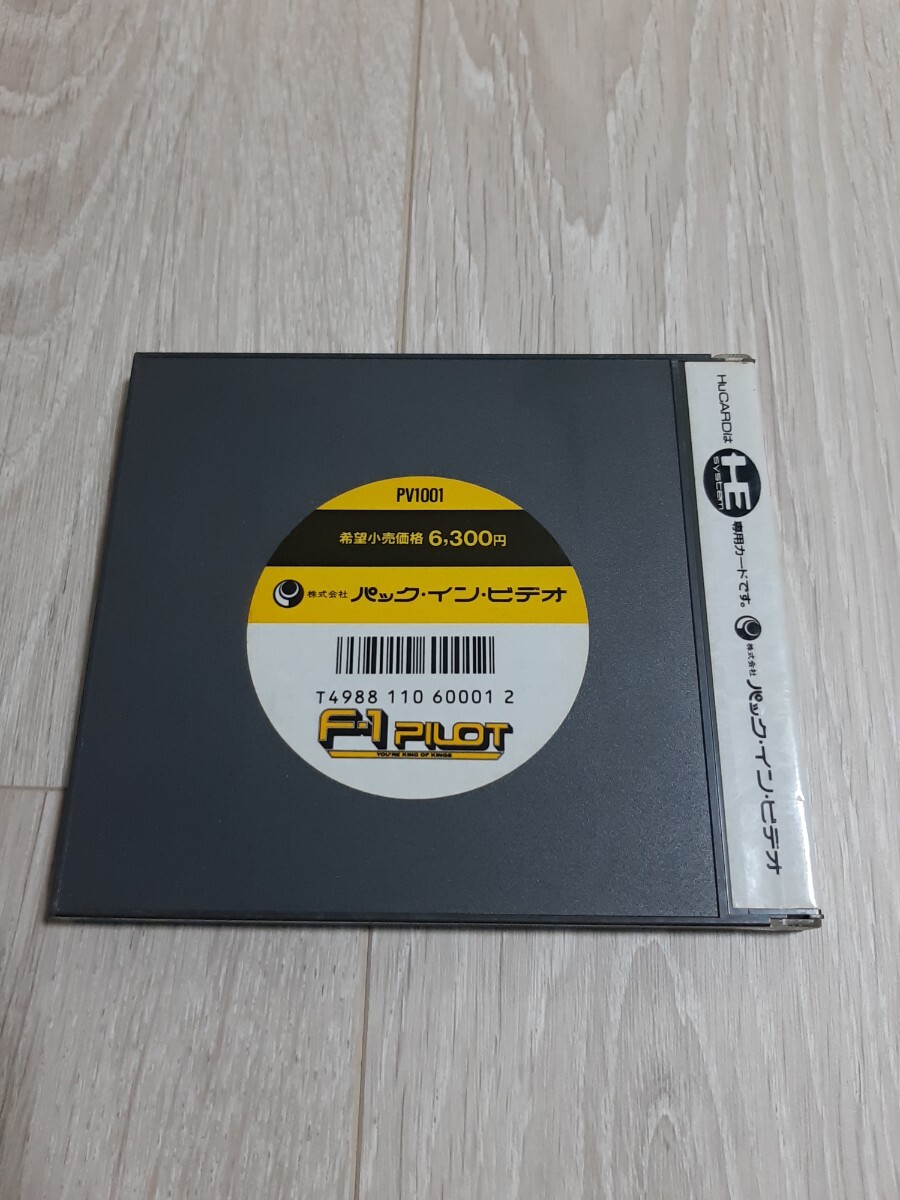 PV1001
希望小売価格 6,300円
株式会社 パック・イン・ビデオ
T4988 110 60001 2
F-1 PILOT
YOU'RE KING OF KINGS
HuCARDは HE system 専用カードです。 株式会社 パック・イン・ビデオ